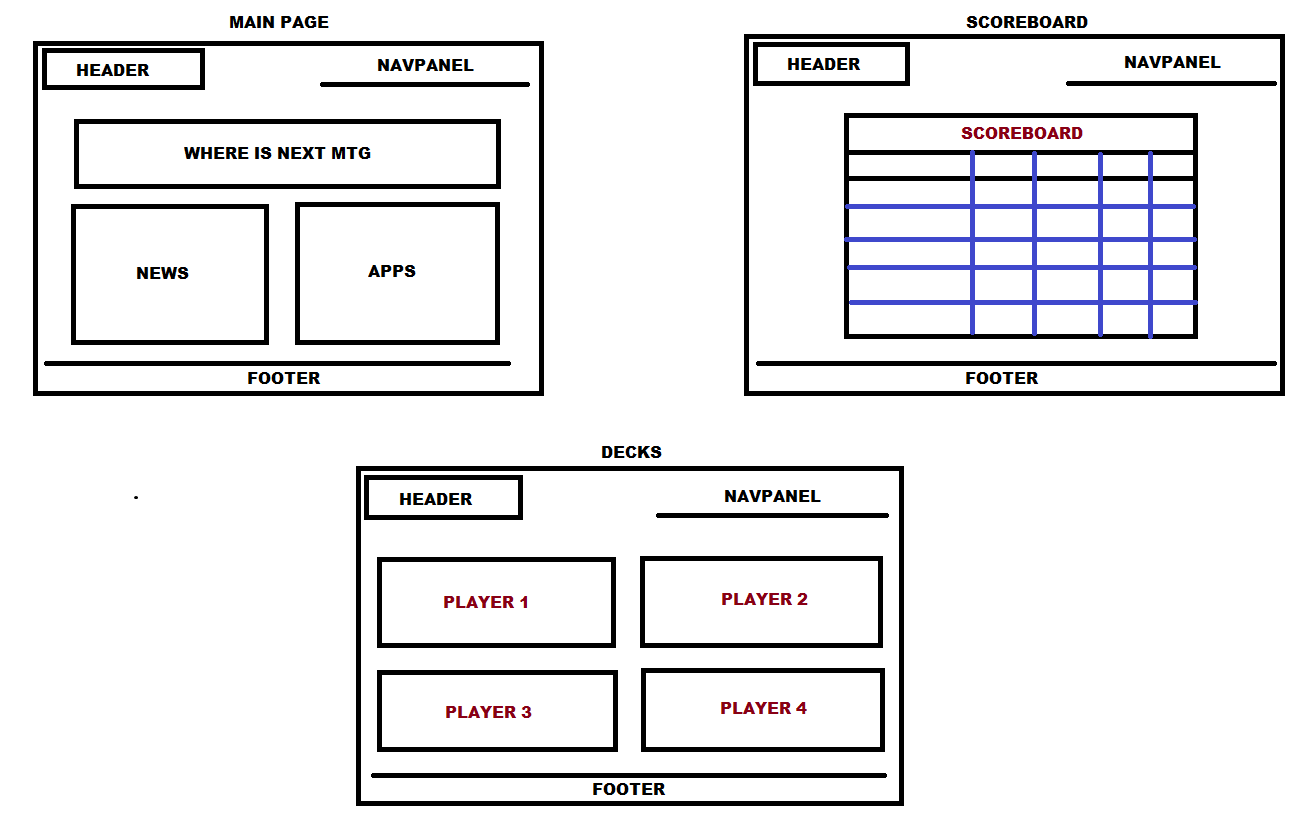 MAIN PAGE
HEADER
NAVPANEL
WHERE IS NEXT MTG
NEWS
APPS
FOOTER
SCOREBOARD
HEADER
NAVPANEL
SCOREBOARD
FOOTER
DECKS
HEADER
NAVPANEL
PLAYER 1
PLAYER 2
PLAYER 3
PLAYER 4
FOOTER